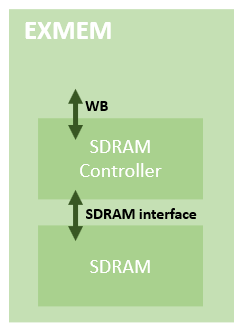 EXMEM
WB
SDRAM
Controller
SDRAM interface
SDRAM